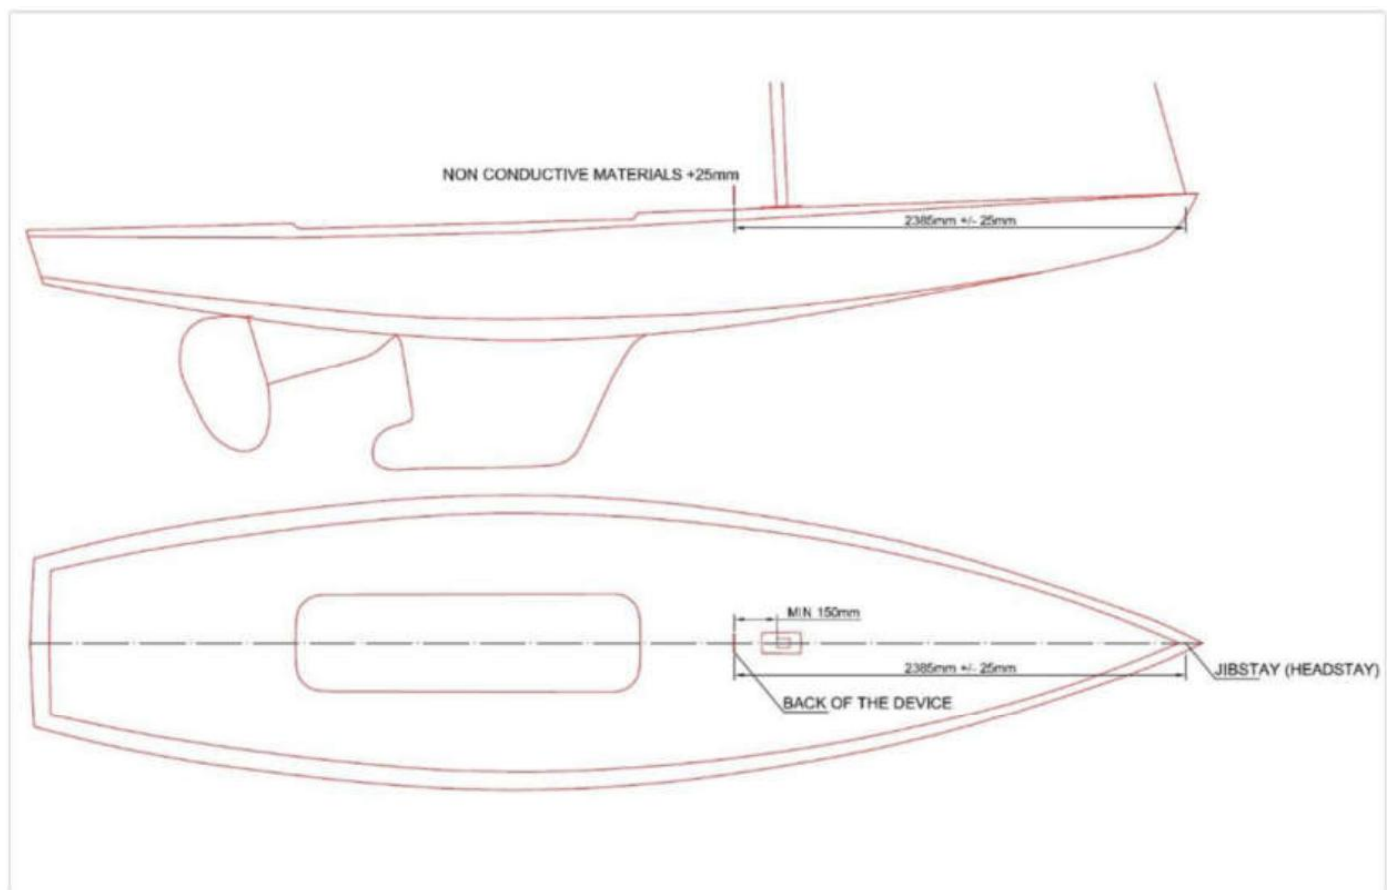 NON CONDUCTIVE MATERIALS +25mm
2385mm +/- 25mm
MIN 150mm
2385mm +/- 25mm
JIBSTAY (HEADSTAY)
BACK OF THE DEVICE